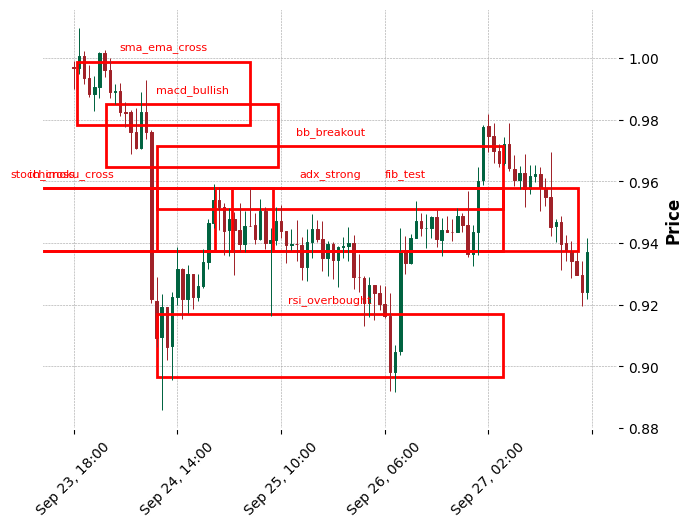 sma_ema_cross
1.00
macd_bullish
0.98
bb_breakout
0.96
ichimoku_cross
adx_strong
fib_test
0.94
Price
rsi_overbought
0.92
0.90
0.88
Sep 23, 18:00
Sep 24, 14:00
Sep 25, 10:00
Sep 26, 06:00
Sep 27, 02:00